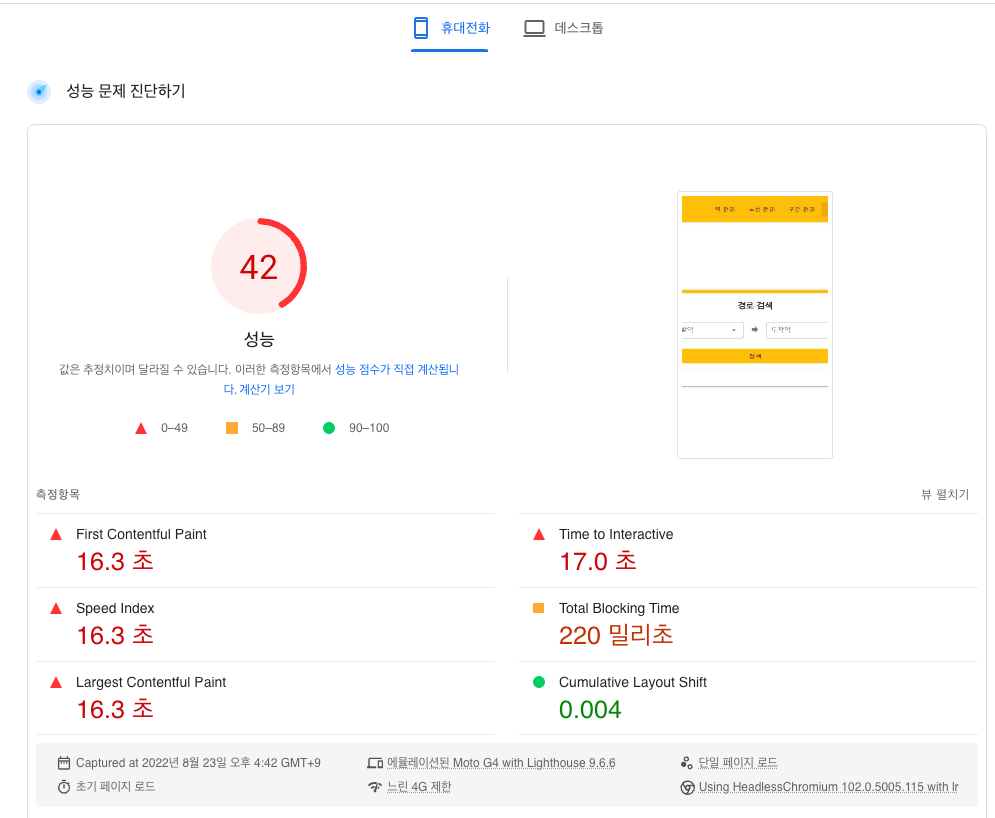 휴대전화
데스크톱
성능 문제 진단하기
42
성능
값은 추정치이며 달라질 수 있습니다. 이러한 측정항목에서 성능 점수가 직접 계산됩니
다. 계산기 보기
0–49
50–89
90–100
역 관리 노선 관리 구간 관리
경로 검색
발역
도착역
검색
측정항목
뷰 펼치기
First Contentful Paint
16.3 초
Time to Interactive
17.0 초
Speed Index
16.3 초
Total Blocking Time
220 밀리초
Largest Contentful Paint
16.3 초
Cumulative Layout Shift
0.004
Captured at 2022년 8월 23일 오후 4:42 GMT+9
에뮬레이션된 Moto G4 with Lighthouse 9.6.6
단일 페이지 로드
초기 페이지 로드
느린 4G 제한
Using HeadlessChromium 102.0.5005.115 with lr